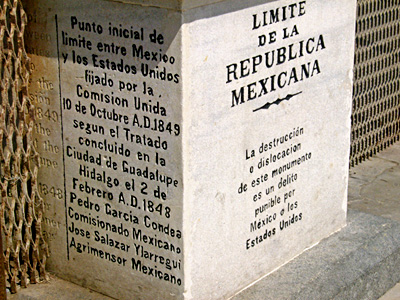 Punto inicial de
limite entre Mexico
y los Estados Unidos
fijado por la
Comision Unida
10 de Octubre A.D.1849
segun el Tratado
concluido en la
Ciudad de Guadalupe
Hidalgo el 2 de
Febrero A.D.1848
Pedro Garcia Condea
Comisionado Mexicano
Jose Salazar Ylarregui
Agrimensor Mexicano
LIMITE
DE LA
REPUBLICA
MEXICANA
La destrucción
o dislocacion
de este monumento
es un delito
punible por
México o los
Estados Unidos